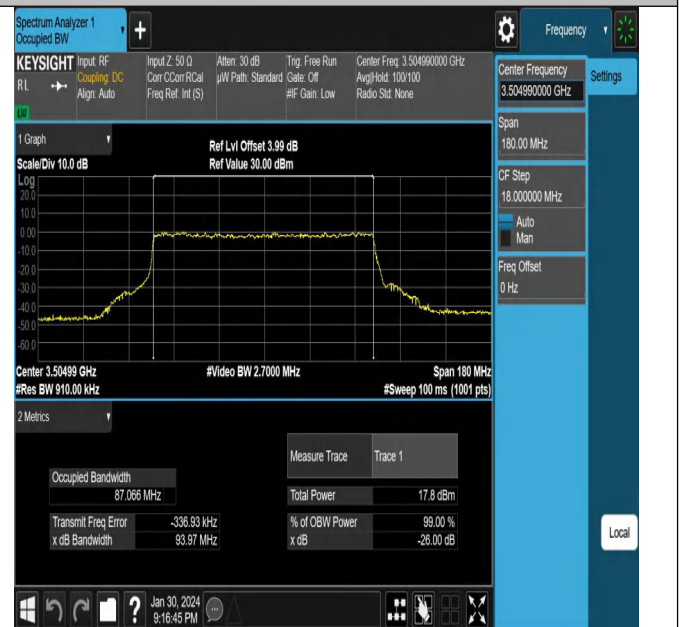 Spectrum Analyzer 1
Occupied BW
+
Frequency
KEYSIGHT
RL
Input: RF
Coupling: DC
Align: Auto
Input Z: 50 Ω
Corr CCorr RCal
Freq Ref: Int (S)
Atten: 30 dB
µW Path: Standard
Trig: Free Run
Gate: Off
#IF Gain: Low
Center Freq: 3.504990000 GHz
Avg|Hold: 100/100
Radio Std: None
Center Frequency
3.504990000 GHz
Settings
Span
180.00 MHz
CF Step
18.000000 MHz
Auto
Man
Freq Offset
0 Hz
1 Graph
Scale/Div 10.0 dB
Ref Lvl Offset 3.99 dB
Ref Value 30.00 dBm
Log
20.0
10.0
0.00
-10.0
-20.0
-30.0
-40.0
-50.0
-60.0
Center 3.50499 GHz
#Res BW 910.00 kHz
#Video BW 2.7000 MHz
Span 180 MHz
#Sweep 100 ms (1001 pts)
2 Metrics
Measure Trace Trace 1
Occupied Bandwidth
87.066 MHz
Total Power 17.8 dBm
Transmit Freq Error -336.93 kHz
% of OBW Power 99.00 %
x dB Bandwidth 93.97 MHz
x dB -26.00 dB
Local
?
Jan 30, 2024
9:16:45 PM